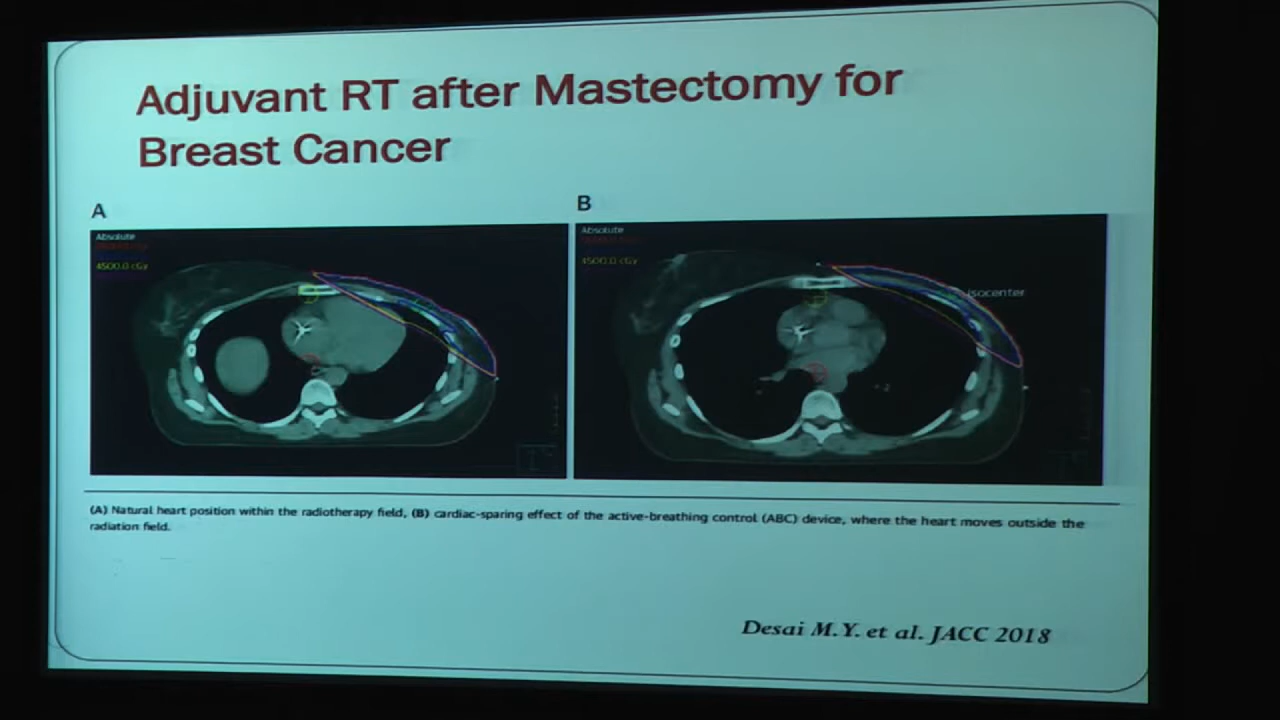 Adjuvant RT after Mastectomy for
Breast Cancer
A
B
Absolute
4500.0 cGy
Absolute
4500.0 cGy
isocenter
(A) Natural heart position within the radiotherapy field, (B) cardiac-sparing effect of the active-breathing control (ABC) device, where the heart moves outside the
radiation field.
Desai M.Y. et al. JACC 2018